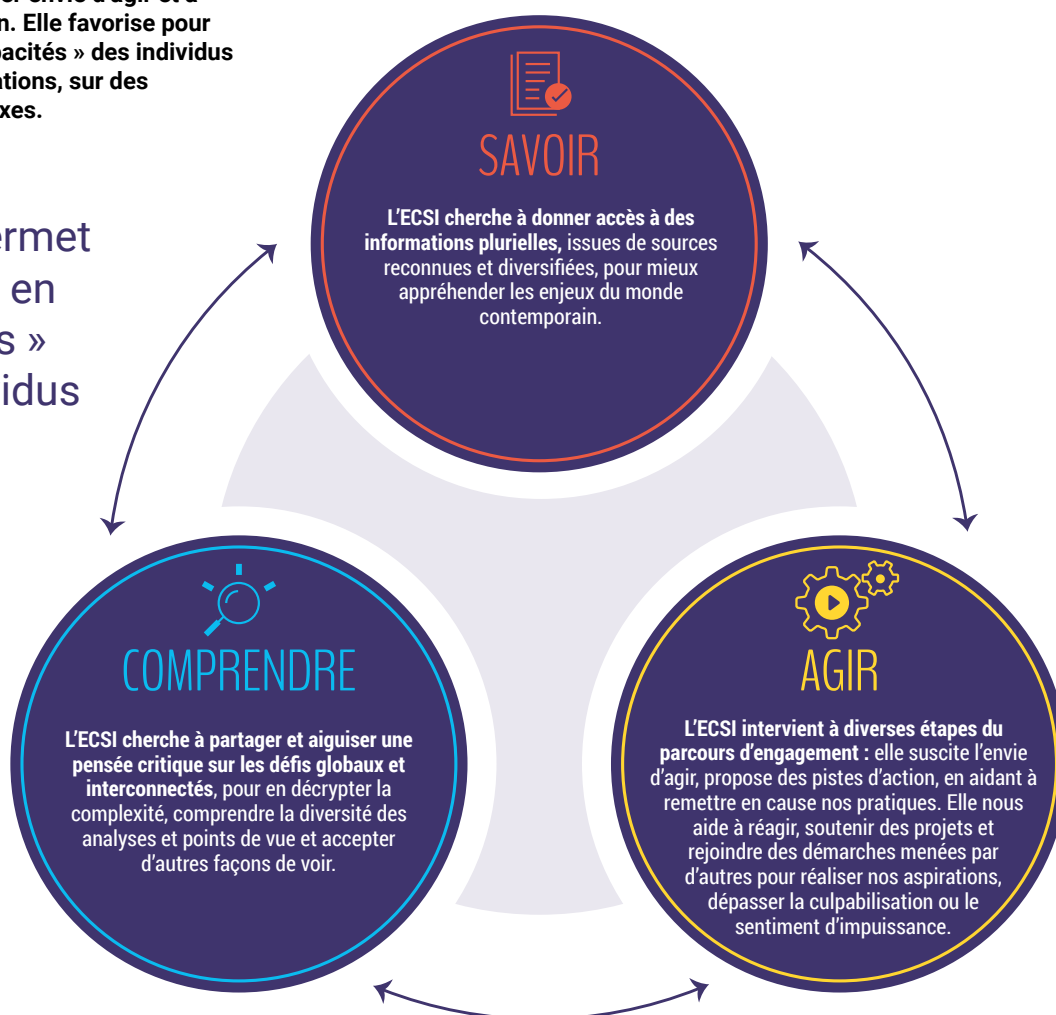 n. Elle favorise pour
pacités » des individus
ations, sur des
xes.
ermet
en
s »
idus
SAVOIR
L'ECSI cherche à donner accès à des
informations plurielles, issues de sources
reconnues et diversifiées, pour mieux
appréhender les enjeux du monde
contemporain.
COMPRENDRE
L'ECSI cherche à partager et aiguiser une
pensée critique sur les défis globaux et
interconnectés, pour en décrypter la
complexité, comprendre la diversité des
analyses et points de vue et accepter
d'autres façons de voir.
AGIR
L'ECSI intervient à diverses étapes du
parcours d'engagement : elle suscite l'envie
d'agir, propose des pistes d'action, en aidant à
remettre en cause nos pratiques. Elle nous
aide à réagir, soutenir des projets et
rejoindre des démarches menées par
d'autres pour réaliser nos aspirations,
dépasser la culpabilisation ou le
sentiment d'impuissance.